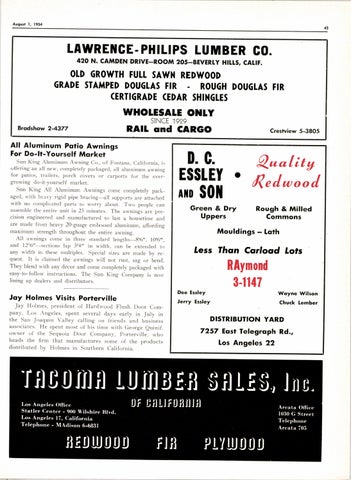 August 1, 1954
45
LAWRENCE-PHILIPS LUMBER CO.
420 N. CAMDEN DRIVE—ROOM 205—BEVERLY HILLS, CALIF.
OLD GROWTH FULL SAWN REDWOOD
GRADE STAMPED DOUGLAS FIR - ROUGH DOUGLAS FIR
CERTIGRADE CEDAR SHINGLES
WHOLESALE ONLY
SINCE 1929
RAIL and CARGO
Bradshaw 2-4377
Crestview 5-3805
All Aluminum Patio Awnings
For Do-It-Yourself Market
Sun King Aluminum Awning Co., of Fontana, California, is
offering an all new, completely packaged, all aluminum awning
for patios, trailers, porch covers or carports for the ever-
growing do-it-yourself market.
Sun King All Aluminum Awnings come completely pack-
aged, with heavy rigid pipe bracing—all supports are attached
with no complicated parts to worry about. Two people can
assemble the entire unit in 25 minutes. The awnings are pre-
cision engineered and manufactured to last a housetime and
are made from heavy 20-gauge embossed aluminum, affording
maximum strength throughout the entire awning.
All awnings come in three standard lengths—8'6", 10'0",
and 12'0"—sections lap 3/4" in with, can be extended to
any width in these multiples. Special sizes are made by re-
quest. It is claimed the awnings will not rust, sag or bend.
They blend with any decor and come completely packaged with
easy-to-follow instructions. The Sun King Company is now
lining up dealers and distributors.
Jay Holmes Visits Porterville
Jay Holmes, president of Hardwood Flush Door Com-
pany, Los Angeles, spent several days early in July in
the San Joaquin Valley calling on friends and business
associates. He spent most of his time with George Quinif,
owner of the Sequoia Door Company, Porterville, who
heads the firm that manufactures some of the products
distributed by Holmes in Southern California.
D. C.
ESSLEY
and SON
• Quality
Redwood •
Green & Dry
Uppers
Rough & Milled
Commons
Mouldings — Lath
Less Than Carload Lots
RAymond
3-1147
Dee Essley
Jerry Essley
Wayne Wilson
Chuck Lember
DISTRIBUTION YARD
7257 East Telegraph Rd.,
Los Angeles 22
TACOMA LUMBER SALES, Inc.
OF CALIFORNIA
Los Angeles Office
Statler Center - 900 Wilshire Blvd.
Los Angeles 17, California
Telephone - MAdison 6-6831
Arcata Office
1030 G Street
Telephone
Arcata 705
REDWOOD FIR PLYWOOD